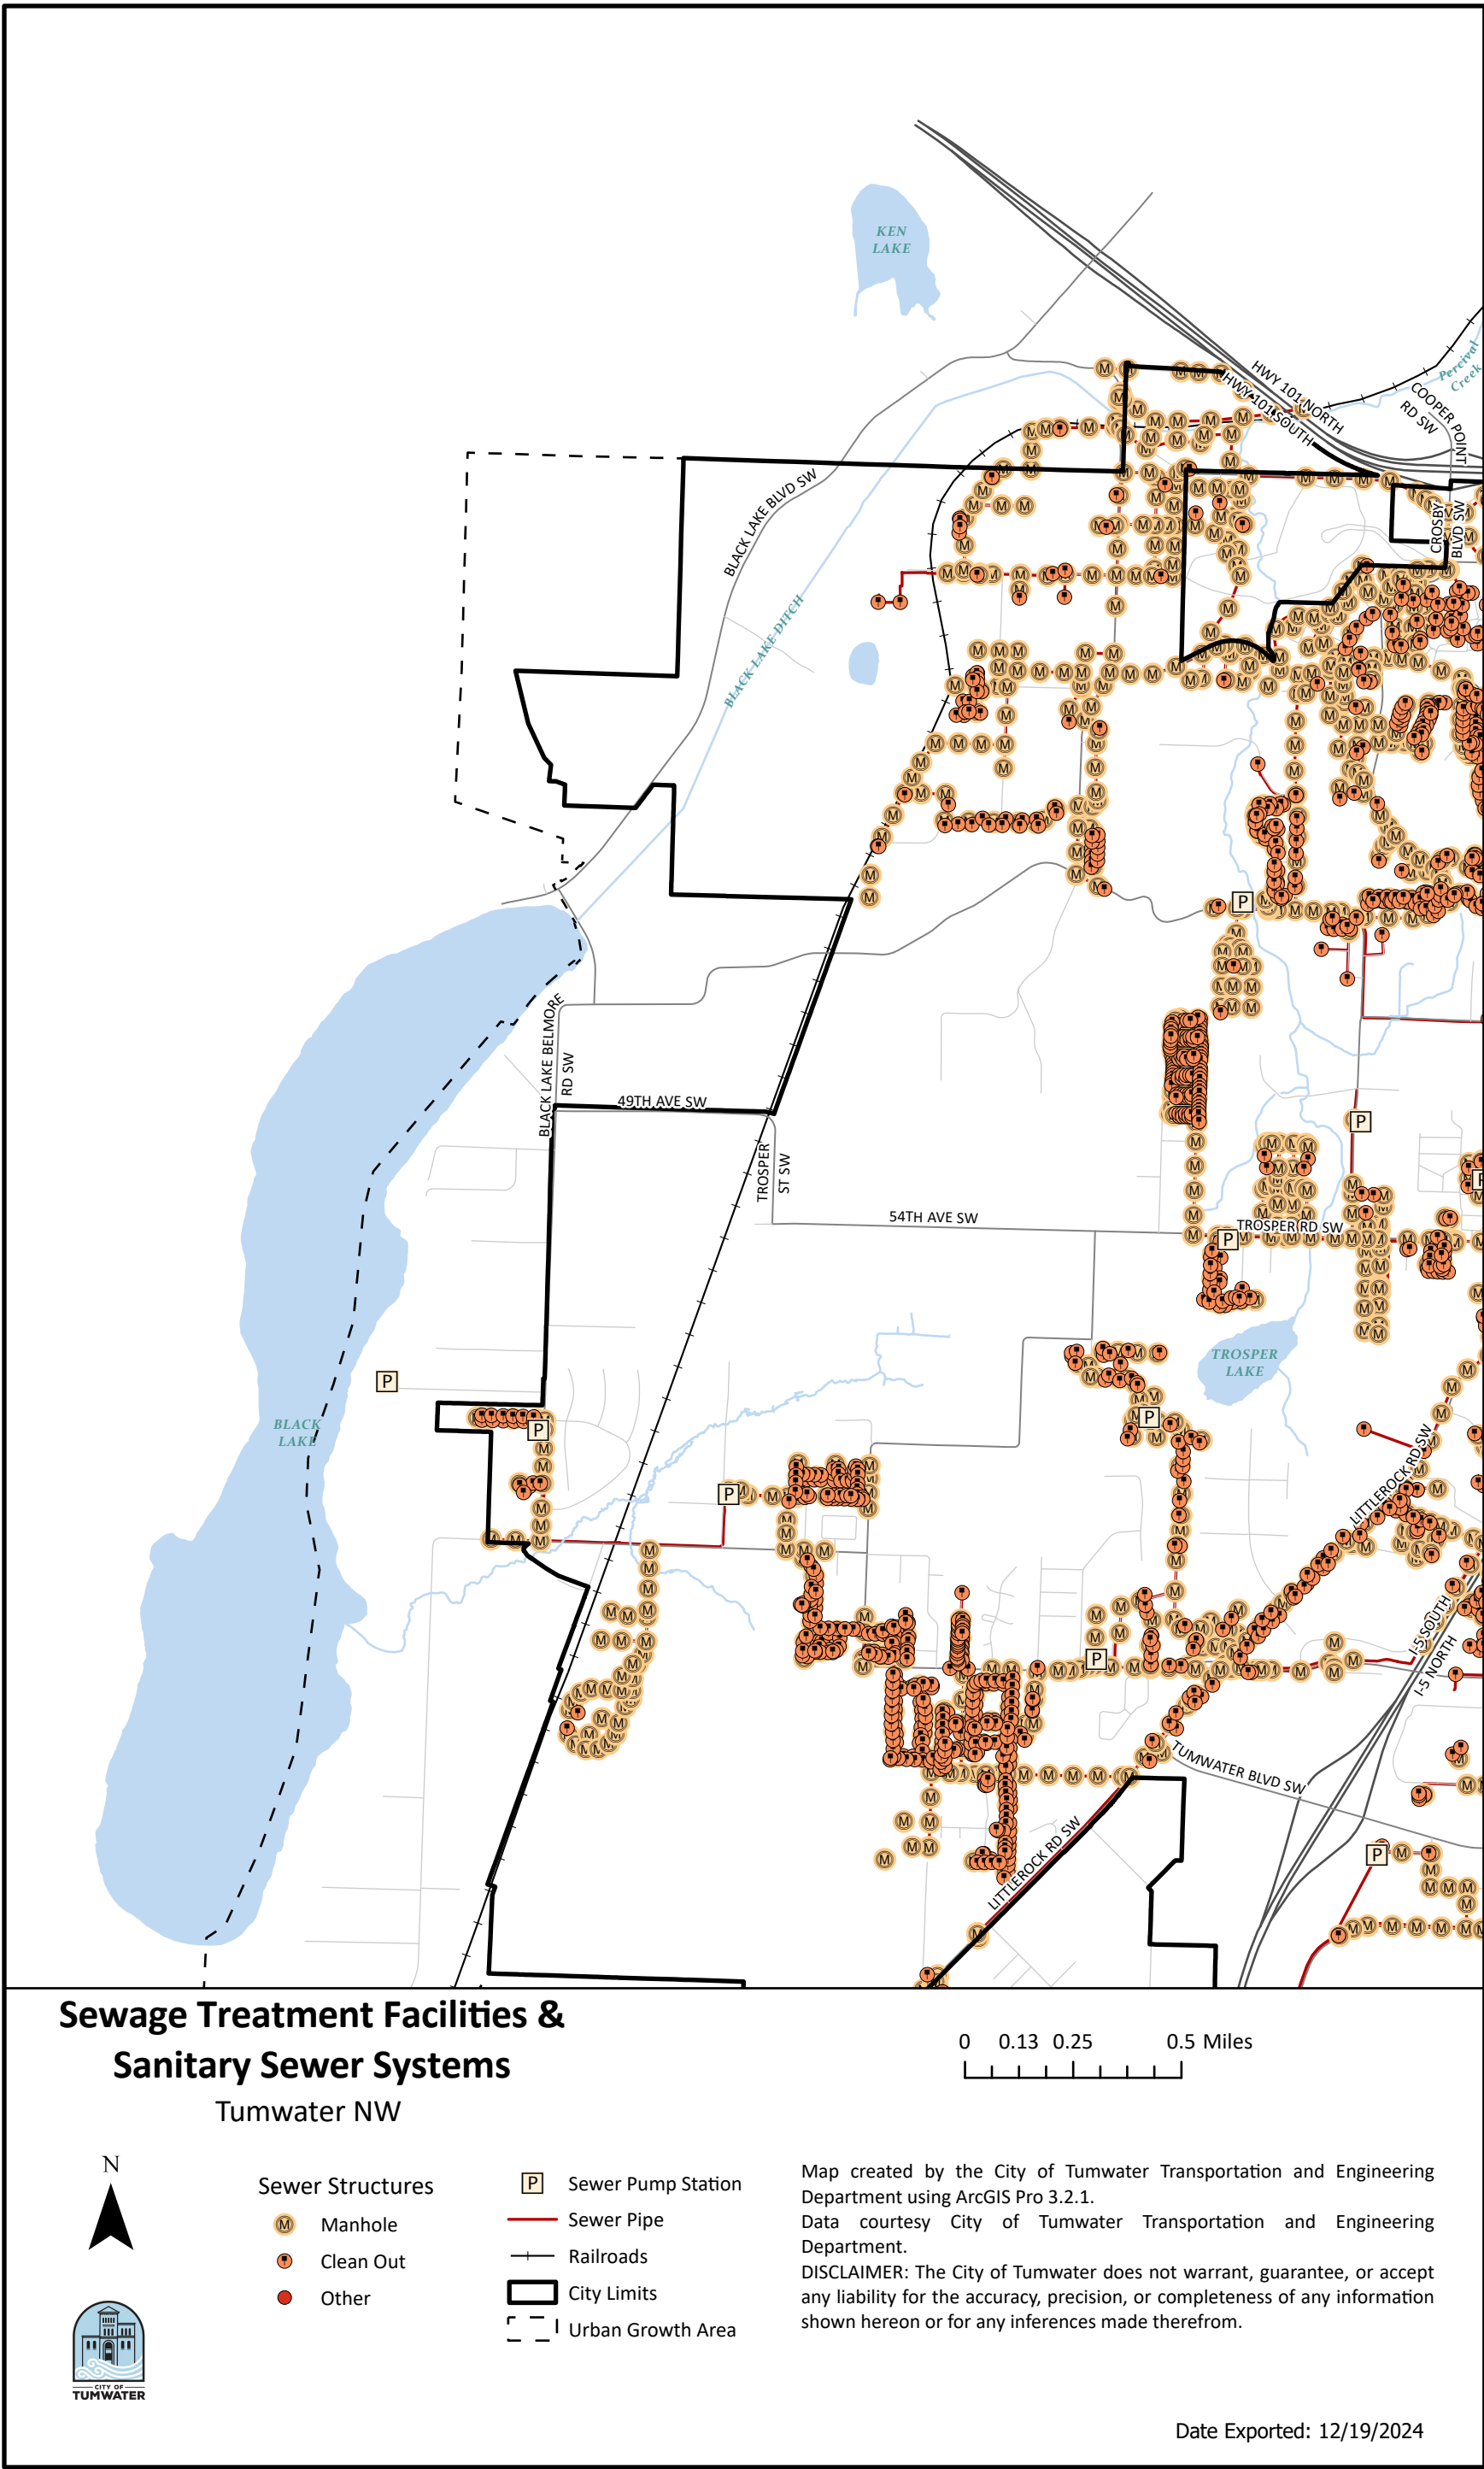 KEN
LAKE
Percival
Creek
HWY 101 NORTH
HWY 101 SOUTH
COOPER POINT
RD SW
BLACK LAKE BLVD SW
CROSBY
BLVD SW
BLACK LAKE DITCH
BLACK LAKE BELMORE
RD SW
49TH AVE SW
TROSPER
ST SW
54TH AVE SW
TROSPER RD SW
TROSPER
LAKE
BLACK
LAKE
LITTLEROCK RD SW
I-5 SOUTH
I-5 NORTH
TUMWATER BLVD SW
LITTLEROCK RD SW
Sewage Treatment Facilities &
Sanitary Sewer Systems
Tumwater NW
0 0.13 0.25 0.5 Miles
N
Sewer Structures
M Manhole
Clean Out
Other
P Sewer Pump Station
Sewer Pipe
Railroads
City Limits
Urban Growth Area
Map created by the City of Tumwater Transportation and Engineering
Department using ArcGIS Pro 3.2.1.
Data courtesy City of Tumwater Transportation and Engineering
Department.
DISCLAIMER: The City of Tumwater does not warrant, guarantee, or accept
any liability for the accuracy, precision, or completeness of any information
shown hereon or for any inferences made therefrom.
CITY OF
TUMWATER
Date Exported: 12/19/2024